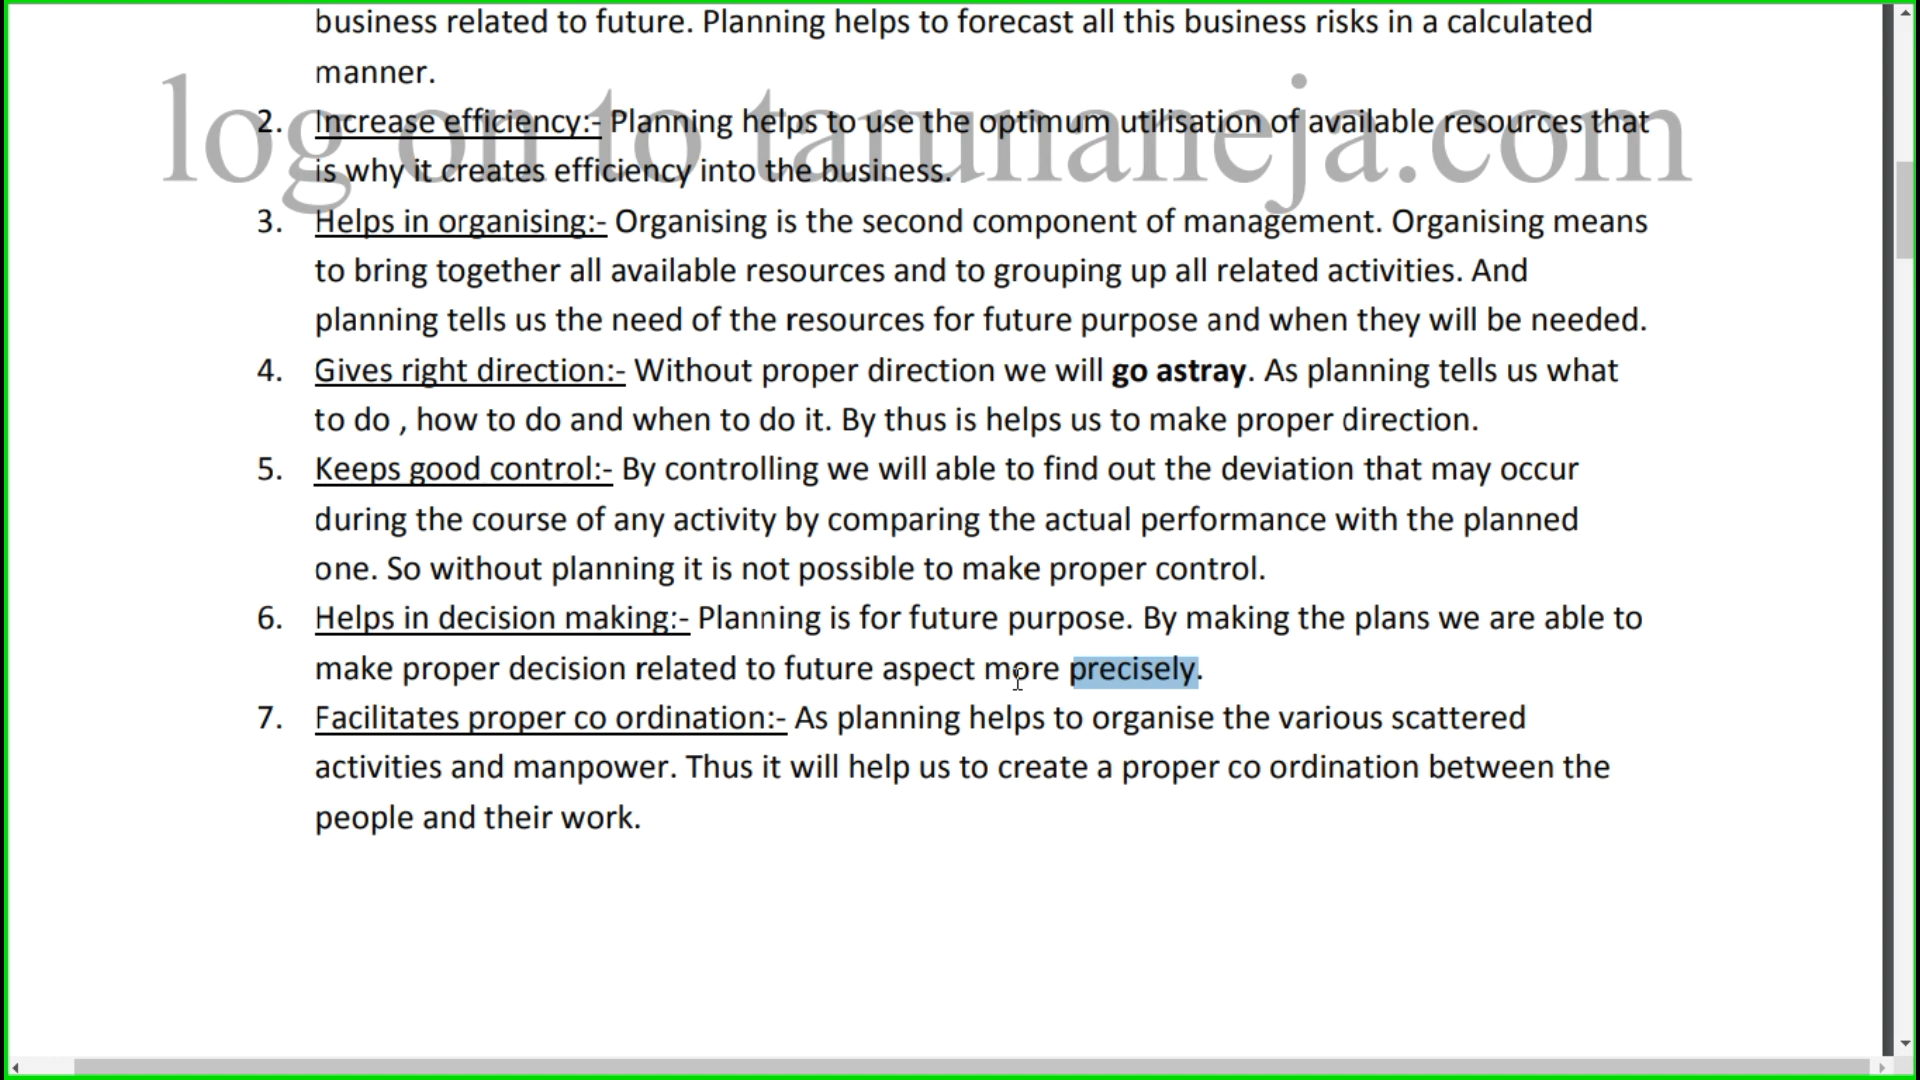 business related to future. Planning helps to forecast all this business risks in a calculated
manner.
log on to tarunaneja.com
2. Increase efficiency:- Planning helps to use the optimum utilisation of available resources that
is why it creates efficiency into the business.
3. Helps in organising:- Organising is the second component of management. Organising means
to bring together all available resources and to grouping up all related activities. And
planning tells us the need of the resources for future purpose and when they will be needed.
4. Gives right direction:- Without proper direction we will go astray. As planning tells us what
to do , how to do and when to do it. By thus is helps us to make proper direction.
5. Keeps good control:- By controlling we will able to find out the deviation that may occur
during the course of any activity by comparing the actual performance with the planned
one. So without planning it is not possible to make proper control.
6. Helps in decision making:- Planning is for future purpose. By making the plans we are able to
make proper decision related to future aspect more precisely.
7. Facilitates proper co ordination:- As planning helps to organise the various scattered
activities and manpower. Thus it will help us to create a proper co ordination between the
people and their work.